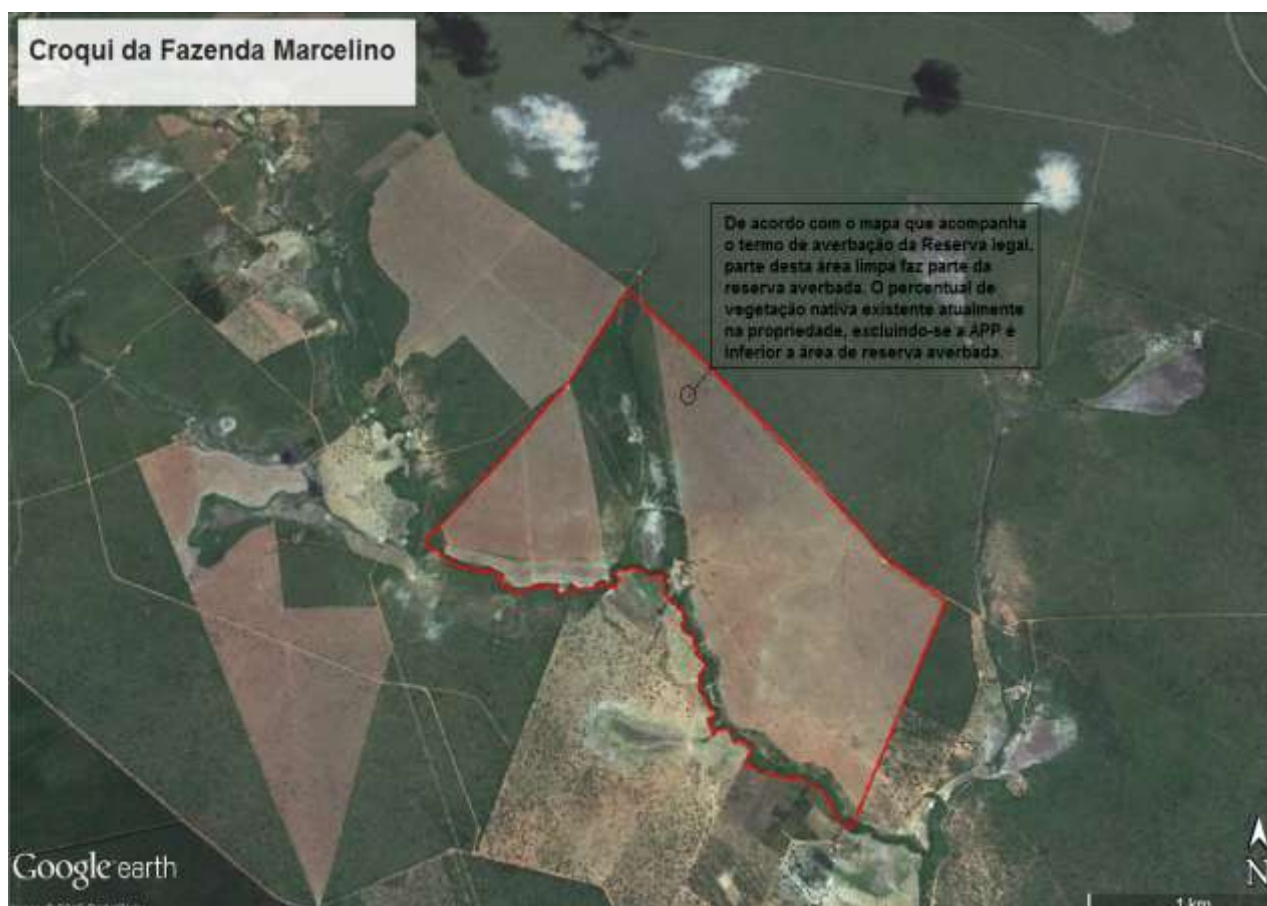 Croqui da Fazenda Marcelino
De acordo com o mapa que acompanha
o termo de averbação da Reserva legal,
parte desta área limpa faz parte da
reserva averbada. O percentual de
vegetação nativa existente atualmente
na propriedade, excluindo-se a APP é
inferior a área de reserva averbada.
Google earth
N
1 km